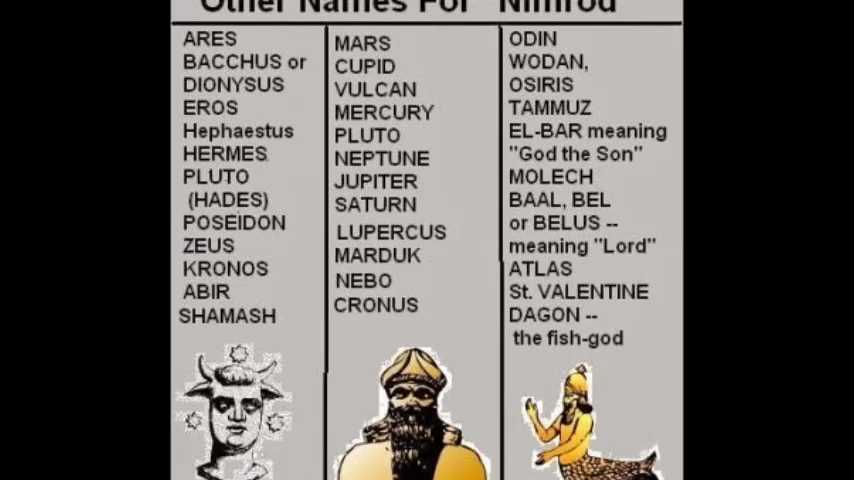 Other Names For "Nimrod"
ARES
BACCHUS or
DIONYSUS
EROS
Hephaestus
HERMES
PLUTO
(HADES)
POSEIDON
ZEUS
KRONOS
ABIR
SHAMASH
MARS
CUPID
VULCAN
MERCURY
PLUTO
NEPTUNE
JUPITER
SATURN
LUPERCUS
MARDUK
NEBO
CRONUS
ODIN
WODAN,
OSIRIS
TAMMUZ
EL-BAR meaning
"God the Son"
MOLECH
BAAL, BEL
or BELUS --
meaning "Lord"
ATLAS
St. VALENTINE
DAGON --
the fish-god